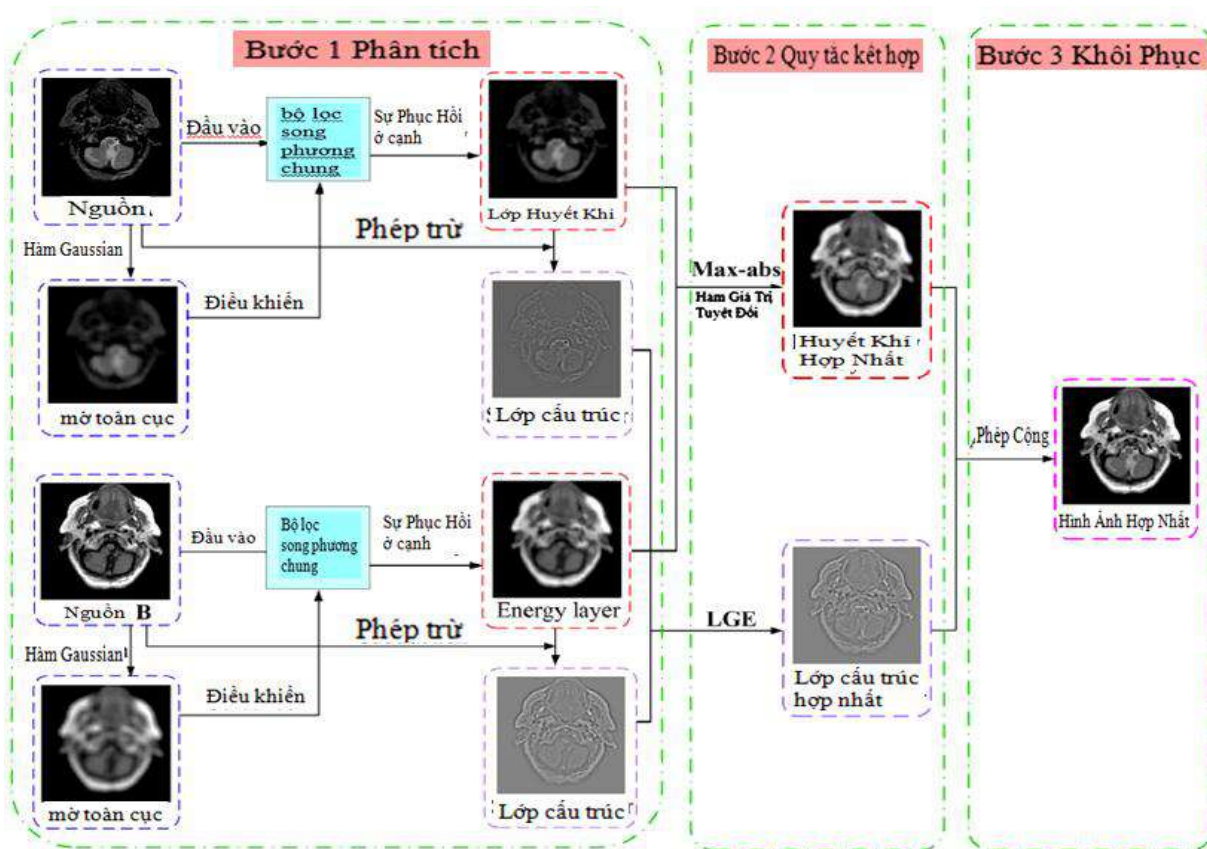 Bước 1 Phân tích
Bước 2 Quy tắc kết hợp
Bước 3 Khôi Phục
Đầu vào
bộ lọc
song
phương
chung
Sự Phục Hồi
ở cạnh
Nguồn
Lớp Huyết Khi
Hàm Gaussian
Phép trừ
Điều khiển
mờ toàn cục
Lớp cấu trúc
Đầu vào
Bộ lọc
song phương
chung
Sự Phục Hồi
ở cạnh
Nguồn B
Energy layer
Hàm Gaussian
Phép trừ
Điều khiển
mờ toàn cục
Lớp cấu trúc
Max-abs
Ham Giá Trị
Tuyệt Đối
Huyết Khi
Hợp Nhất
LGE
Lớp cấu trúc
hợp nhất
Phép Cộng
Hình Ảnh Hợp Nhất